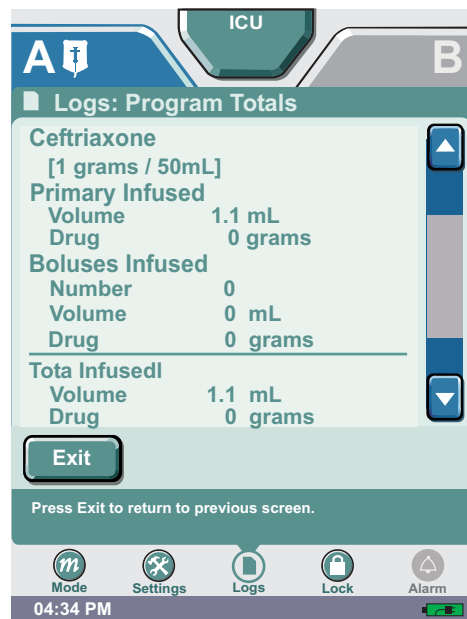 ICU
A
B
Logs: Program Totals
Ceftriaxone
[1 grams / 50mL]
Primary Infused
Volume 1.1 mL
Drug 0 grams
Boluses Infused
Number 0
Volume 0 mL
Drug 0 grams
Tota Infusedl
Volume 1.1 mL
Drug 0 grams
Exit
Press Exit to return to previous screen.
m
Mode Settings Logs Lock Alarm
04:34 PM